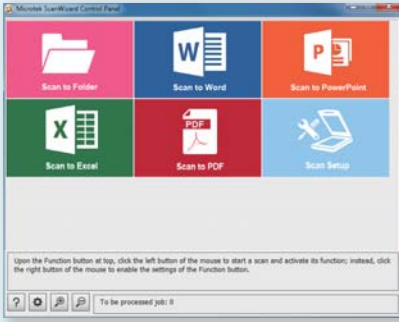 Microtek ScanWizard Control Panel
Scan to Folder
W
Scan to Word
P
Scan to PowerPoint
X
Scan to Excel
PDF
Scan to PDF
Scan Setup
Upon the Function button at top, click the left button of the mouse to start a scan and activate its function; instead, click
the right button of the mouse to enable the settings of the Function button.
? To be processed job: 0